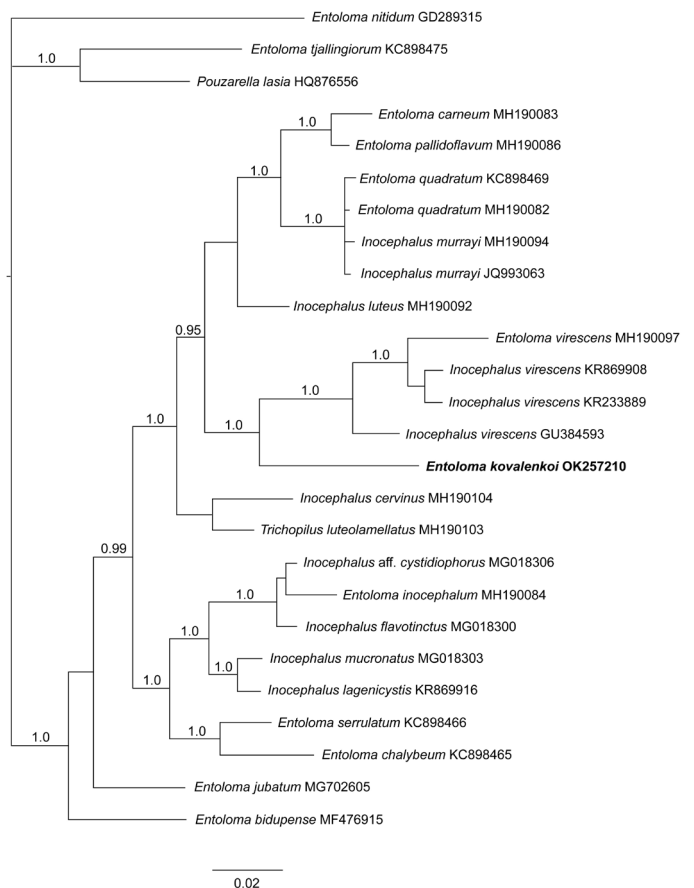 Entoloma nitidum GD289315
Entoloma tjallingiorum KC898475
1.0
Pouzarella lasia HQ876556
Entoloma carneum MH190083
1.0
Entoloma pallidoflavum MH190086
1.0
Entoloma quadratum KC898469
Entoloma quadratum MH190082
1.0
Inocephalus murrayi MH190094
Inocephalus murrayi JQ993063
Inocephalus luteus MH190092
0.95
Entoloma virescens MH190097
1.0
Inocephalus virescens KR869908
1.0
Inocephalus virescens KR233889
1.0
1.0
Inocephalus virescens GU384593
Entoloma kovalenkoi OK257210
Inocephalus cervinus MH190104
Trichopilus luteolamellatus MH190103
0.99
Inocephalus aff. cystidiophorus MG018306
1.0
Entoloma inocephalum MH190084
Inocephalus flavotinctus MG018300
1.0
Inocephalus mucronatus MG018303
1.0
1.0
Inocephalus lagenicystis KR869916
Entoloma serrulatum KC898466
1.0
1.0
Entoloma chalybeum KC898465
Entoloma jubatum MG702605
Entoloma bidupense MF476915
0.02